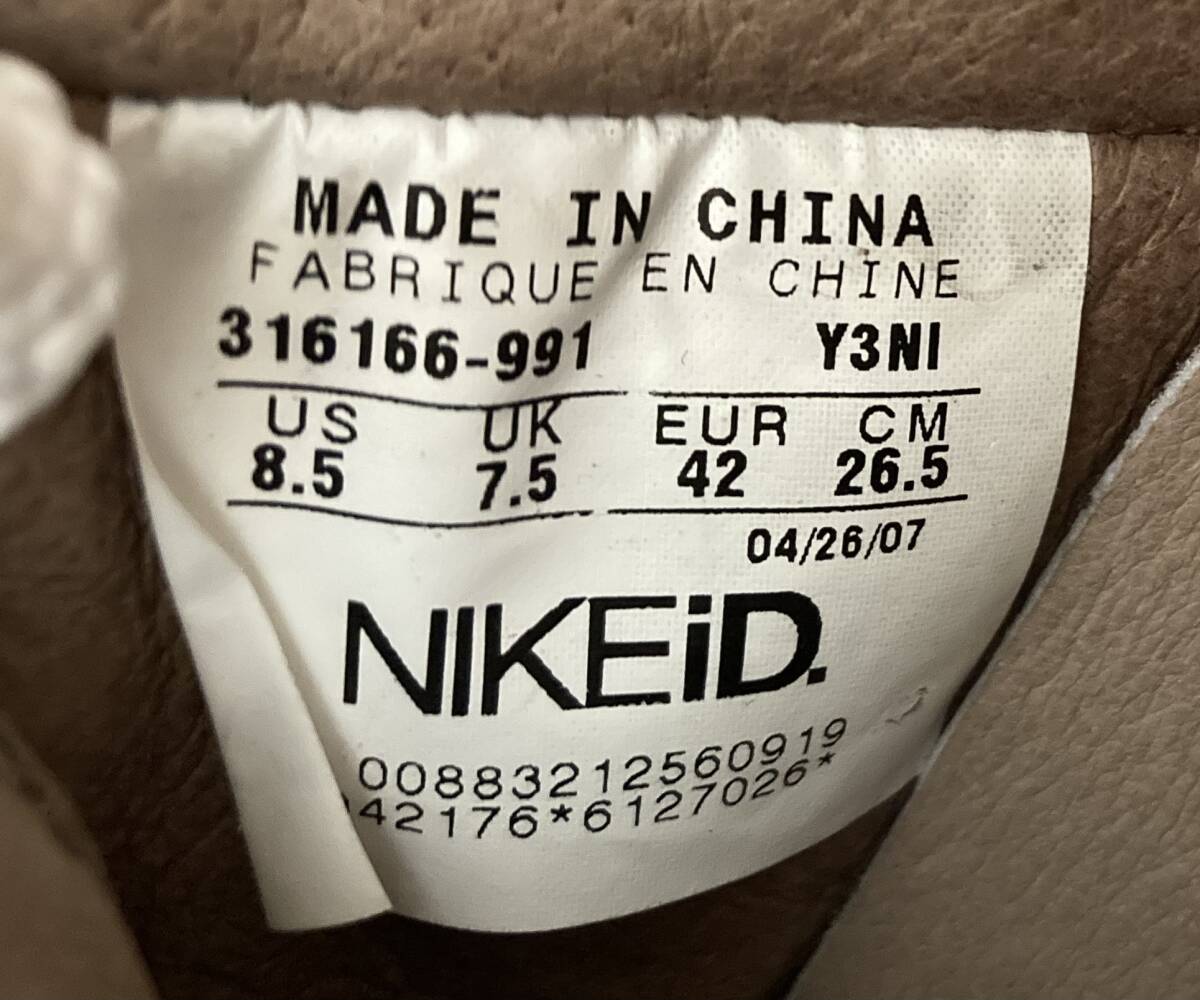 MADE IN CHINA
FABRIQUE EN CHINE
316166-991 Y3NI
US UK EUR CM
8.5 7.5 42 26.5
04/26/07
NIKEiD.
00883212560919
42176*6127026*